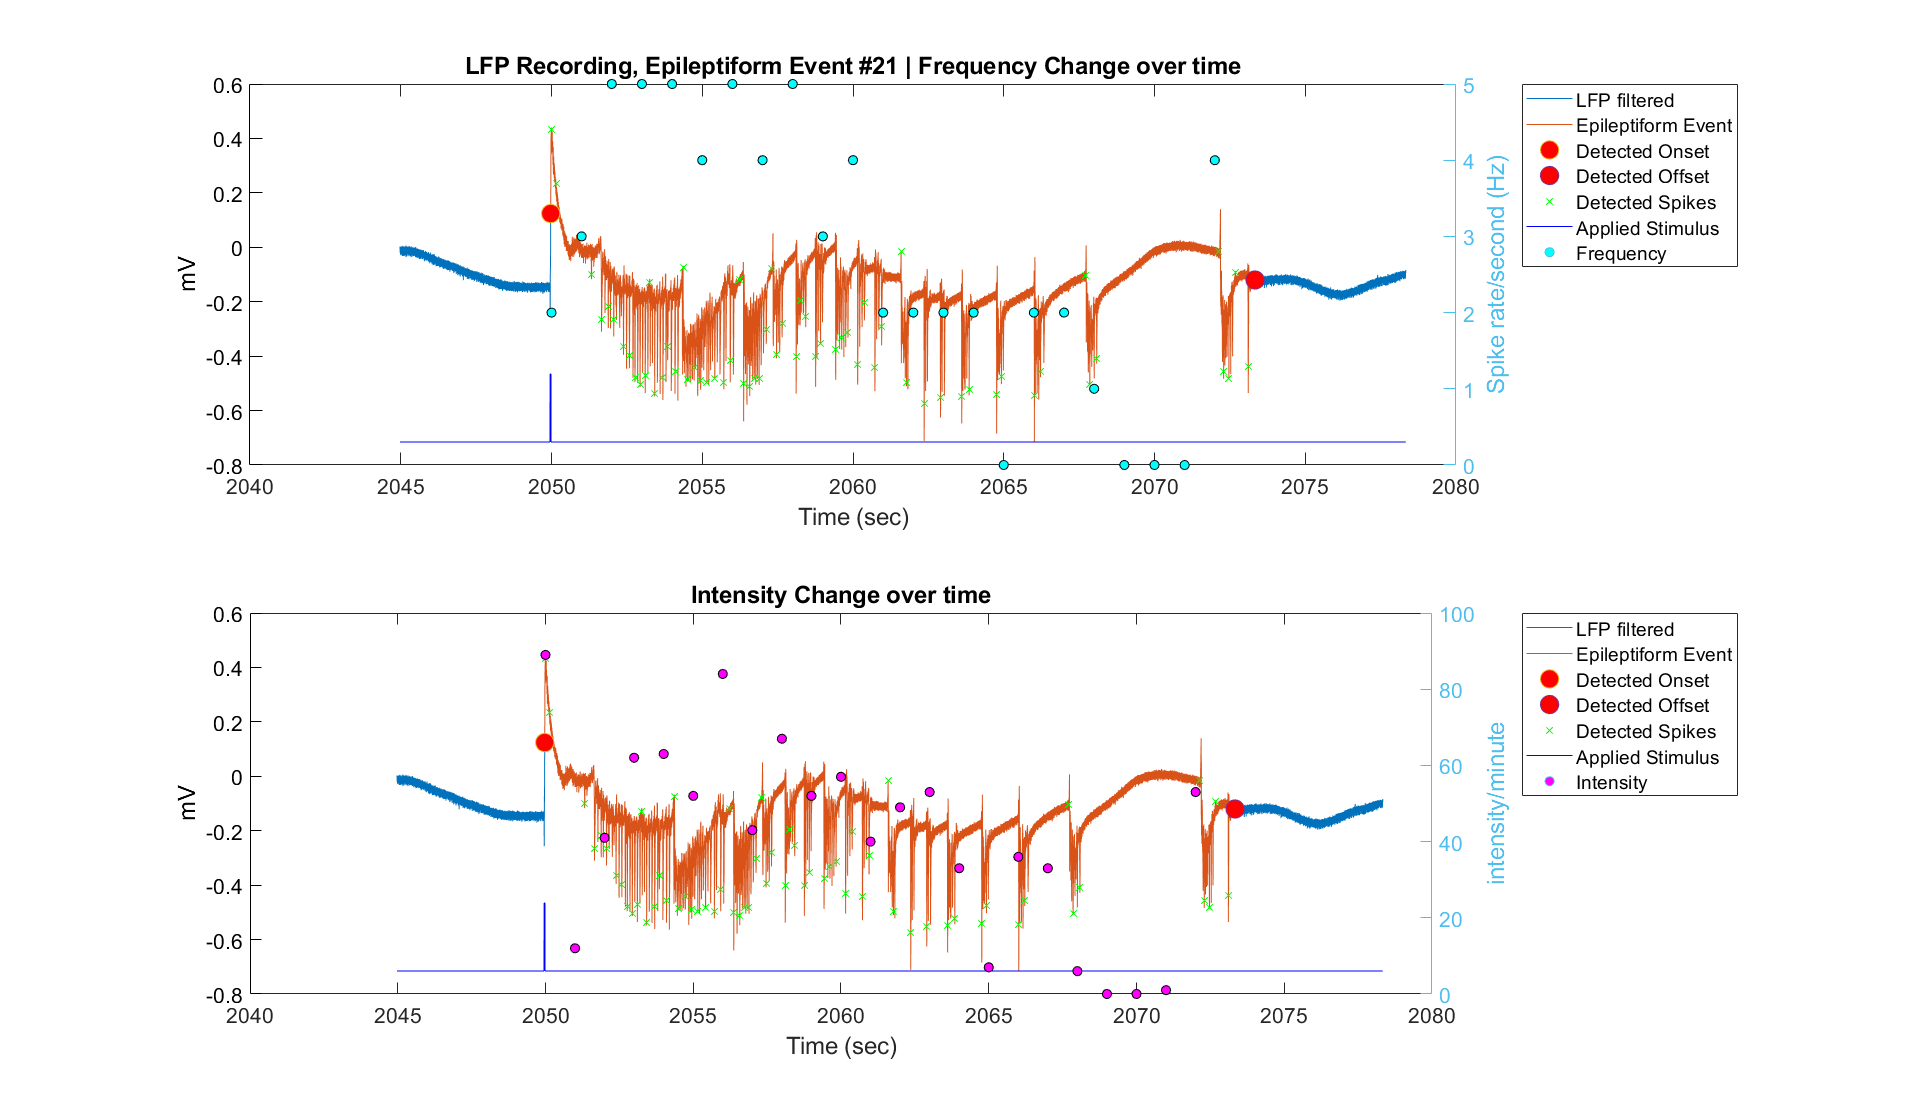 LFP Recording, Epileptiform Event #21 | Frequency Change over time
0.6
0.4
0.2
0
-0.2
-0.4
-0.6
-0.8
mV
5
4
3
2
1
0
Spike rate/second (Hz)
2040 2045 2050 2055 2060 2065 2070 2075 2080
Time (sec)
LFP filtered
Epileptiform Event
Detected Onset
Detected Offset
Detected Spikes
Applied Stimulus
Frequency
Intensity Change over time
0.6
0.4
0.2
0
-0.2
-0.4
-0.6
-0.8
mV
100
80
60
40
20
0
intensity/minute
2040 2045 2050 2055 2060 2065 2070 2075 2080
Time (sec)
LFP filtered
Epileptiform Event
Detected Onset
Detected Offset
Detected Spikes
Applied Stimulus
Intensity